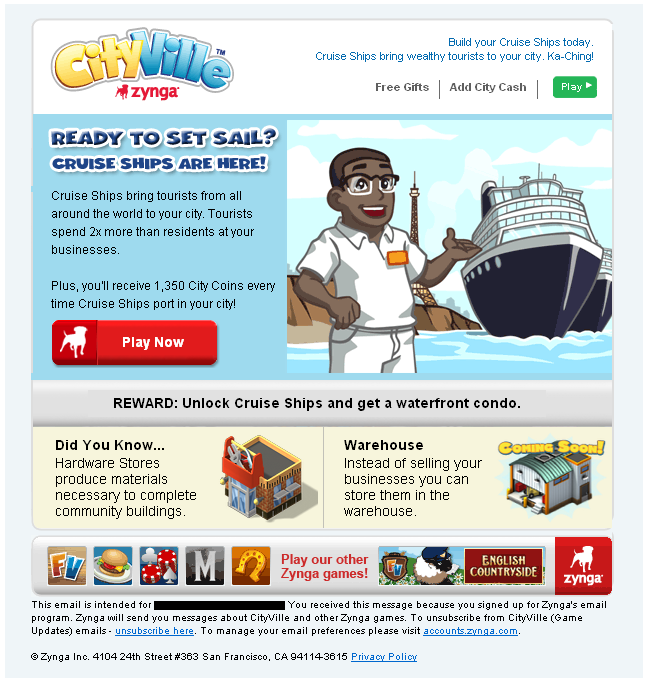 CityVille™
zynga
Build your Cruise Ships today.
Cruise Ships bring wealthy tourists to your city. Ka-Ching!
Free Gifts
Add City Cash
Play
READY TO SET SAIL?
CRUISE SHIPS ARE HERE!
Cruise Ships bring tourists from all
around the world to your city. Tourists
spend 2x more than residents at your
businesses.
Plus, you'll receive 1,350 City Coins every
time Cruise Ships port in your city!
Play Now
REWARD: Unlock Cruise Ships and get a waterfront condo.
Did You Know...
Hardware Stores
produce materials
necessary to complete
community buildings.
Warehouse
Instead of selling your
businesses you can
store them in the
warehouse.
COMING SOON!
FV
M
Play our other
Zynga games!
FV
ENGLISH
COUNTRYSIDE
zynga
This email is intended for
You received this message because you signed up for Zynga's email
program. Zynga will send you messages about CityVille and other Zynga games. To unsubscribe from CityVille (Game
Updates) emails - unsubscribe here. To manage your email preferences please visit accounts.zynga.com.
© Zynga Inc. 4104 24th Street #363 San Francisco, CA 94114-3615 Privacy Policy